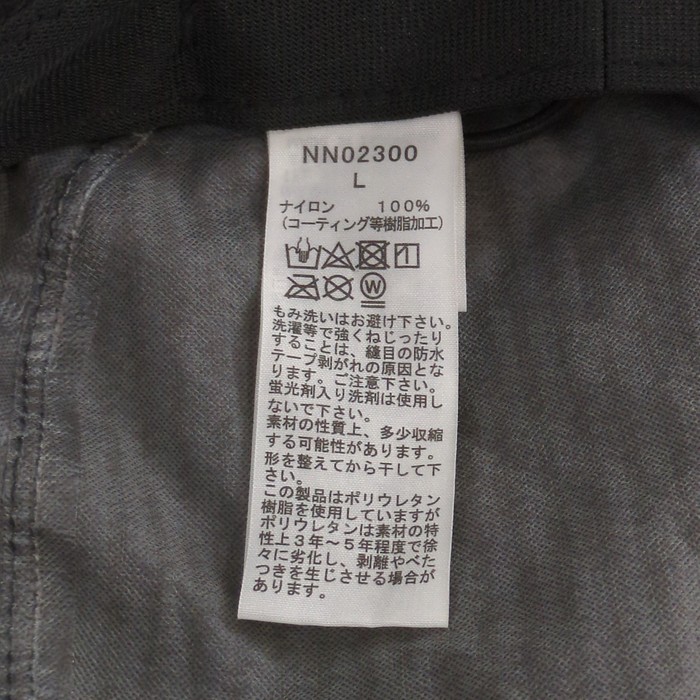 NN02300
L
ナイロン 100%
(コーティング等樹脂加工)
W
もみ洗いはお避け下さい。
洗濯等で強くねじったり
することは、縫目の防水
テープ剥がれの原因とな
ります。ご注意下さい。
蛍光剤入り洗剤は使用し
ないで下さい。
素材の性質上、多少収縮
する可能性があります。
形を整えてから干して下
さい。
この製品はポリウレタン
樹脂を使用していますが
ポリウレタンは素材の特
性上3年〜5年程度で徐
々に劣化し、剥離やべた
つきを生じさせる場合が
あります。